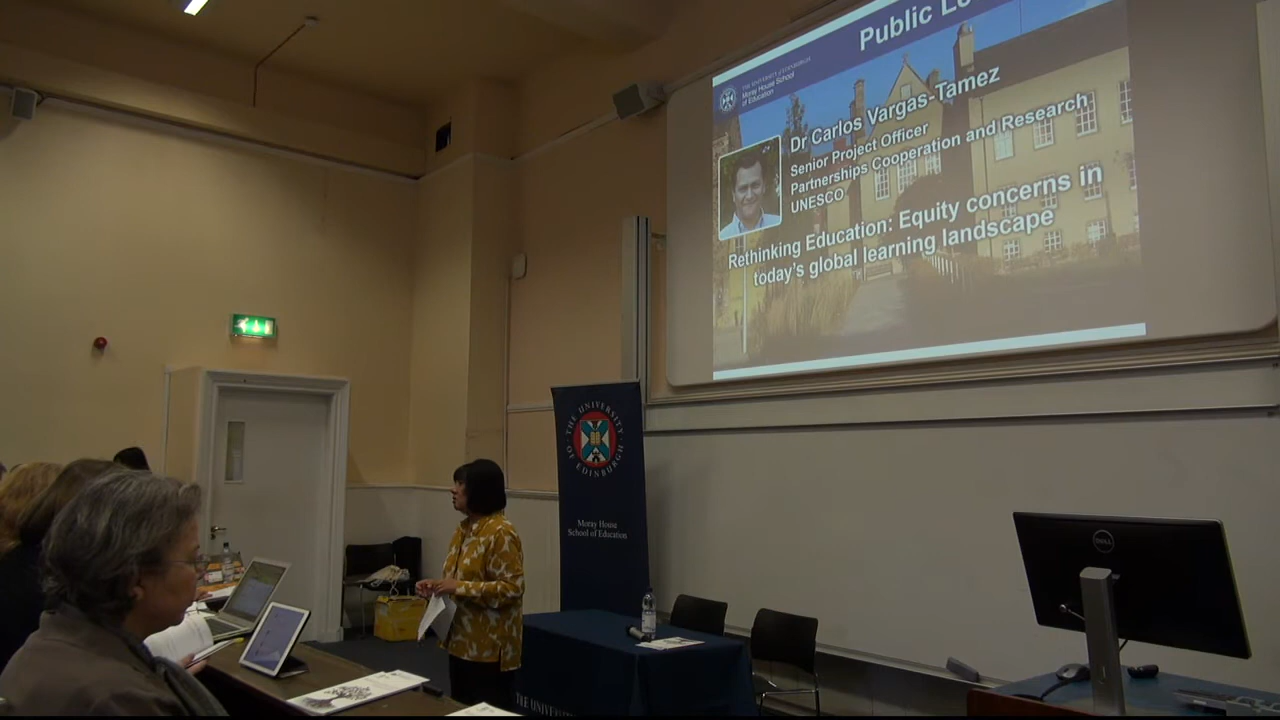 Public
THE UNIVERSITY of EDINBURGH
Moray House School
of Education
Dr Carlos Vargas-Tamez
Senior Project Officer
Partnerships Cooperation and Research
UNESCO
Rethinking Education: Equity concerns in
today's global learning landscape
THE UNIVERSITY OF EDINBURGH
Moray House
School of Education
DELL
THE UNIVERSITY